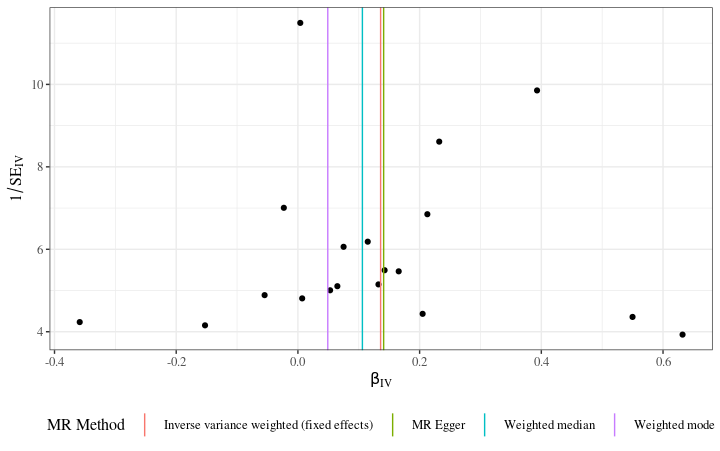 10
8
6
4
1/SE_IV
-0.4 -0.2 0.0 0.2 0.4 0.6
β_IV
MR Method Inverse variance weighted (fixed effects) MR Egger Weighted median Weighted mode